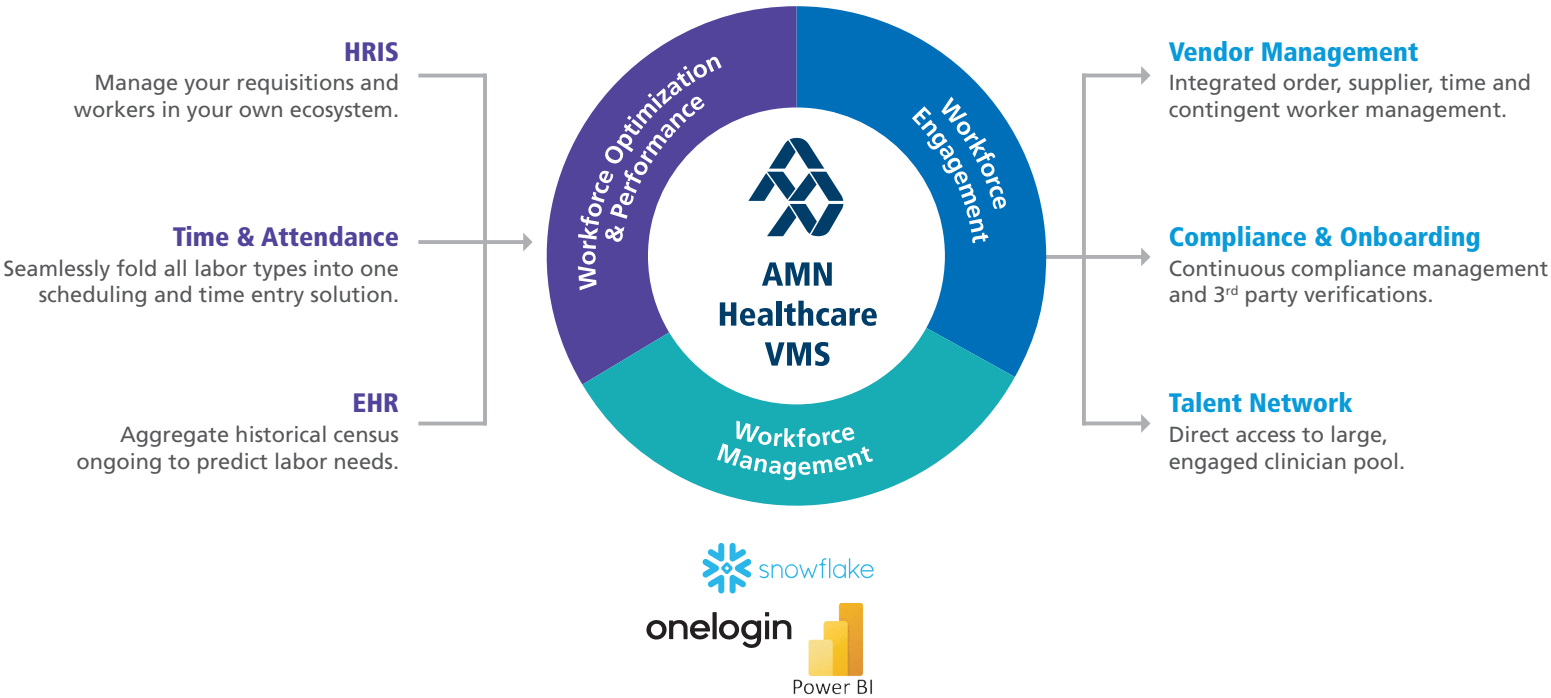 HRIS
Manage your requisitions and
workers in your own ecosystem.
Time & Attendance
Seamlessly fold all labor types into one
scheduling and time entry solution.
EHR
Aggregate historical census
ongoing to predict labor needs.
Workforce Optimization
& Performance
Workforce
Engagement
AMN
Healthcare
VMS
Workforce
Management
Vendor Management
Integrated order, supplier, time and
contingent worker management.
Compliance & Onboarding
Continuous compliance management
and 3rd party verifications.
Talent Network
Direct access to large,
engaged clinician pool.
snowflake
onelogin
Power BI